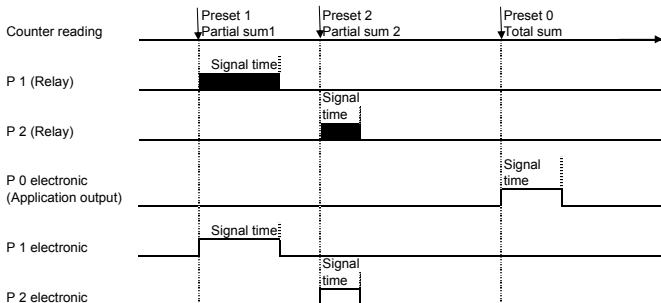 Preset 1 Preset 2 Preset 0
Counter reading Partial sum1 Partial sum 2 Total sum
Signal time
P 1 (Relay)
Signal
time
P 2 (Relay)
Signal
P 0 electronic time
(Application output)
Signal time
P 1 electronic
Signal
time
P 2 electronic